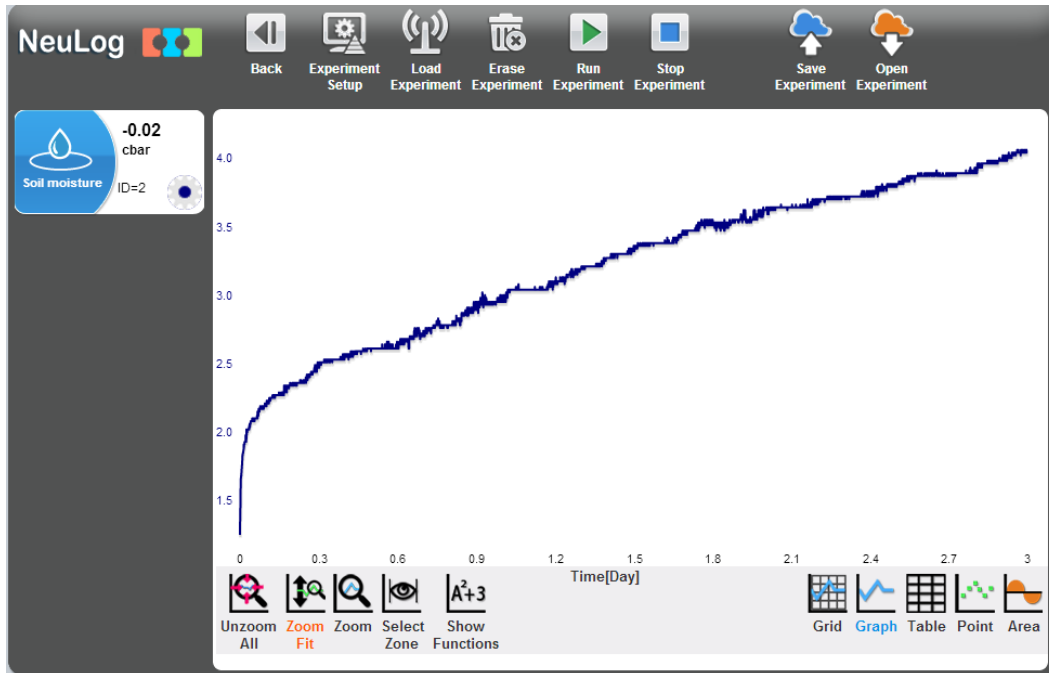 NeuLog
Back
Experiment
Setup
Load
Experiment
Erase
Experiment
Run
Experiment
Stop
Experiment
Save
Experiment
Open
Experiment
Soil moisture
-0.02
cbar
ID=2
4.0
3.5
3.0
2.5
2.0
1.5
0 0.3 0.6 0.9 1.2 1.5 1.8 2.1 2.4 2.7 3
Time[Day]
Unzoom
All
Zoom
Fit
Zoom
Select
Zone
A²+3
Show
Functions
Grid
Graph
Table
Point
Area